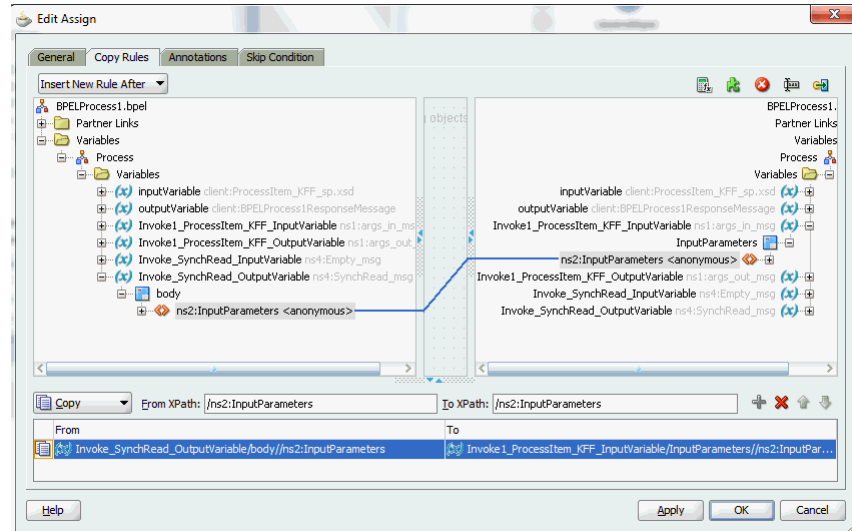 Edit Assign
General Copy Rules Annotations Skip Condition
Insert New Rule After
BPELProcess1.bpel
Partner Links
Variables
Process
Variables
(x) inputVariable client:ProcessItem_KFF_sp.xsd
(x) outputVariable client:BPELProcess1ResponseMessage
(x) Invoke1_ProcessItem_KFF_InputVariable ns1:args_in_ms
(x) Invoke1_ProcessItem_KFF_OutputVariable ns1:args_out_
(x) Invoke_SynchRead_InputVariable ns4:Empty_msg
(x) Invoke_SynchRead_OutputVariable ns4:SynchRead_msg
body
ns2:InputParameters <anonymous>
objects
BPELProcess1.
Partner Links
Variables
Process
Variables
inputVariable client:ProcessItem_KFF_sp.xsd (x)
outputVariable client:BPELProcess1ResponseMessage (x)
Invoke1_ProcessItem_KFF_InputVariable ns1:args_in_msg (x)
InputParameters
ns2:InputParameters <anonymous>
Invoke1_ProcessItem_KFF_OutputVariable ns1:args_out_msg (x)
Invoke_SynchRead_InputVariable ns4:Empty_msg (x)
Invoke_SynchRead_OutputVariable ns4:SynchRead_msg (x)
Copy From XPath: /ns2:InputParameters To XPath: /ns2:InputParameters
From To
Invoke_SynchRead_OutputVariable/body//ns2:InputParameters Invoke1_ProcessItem_KFF_InputVariable/InputParameters//ns2:InputPar...
Help Apply OK Cancel